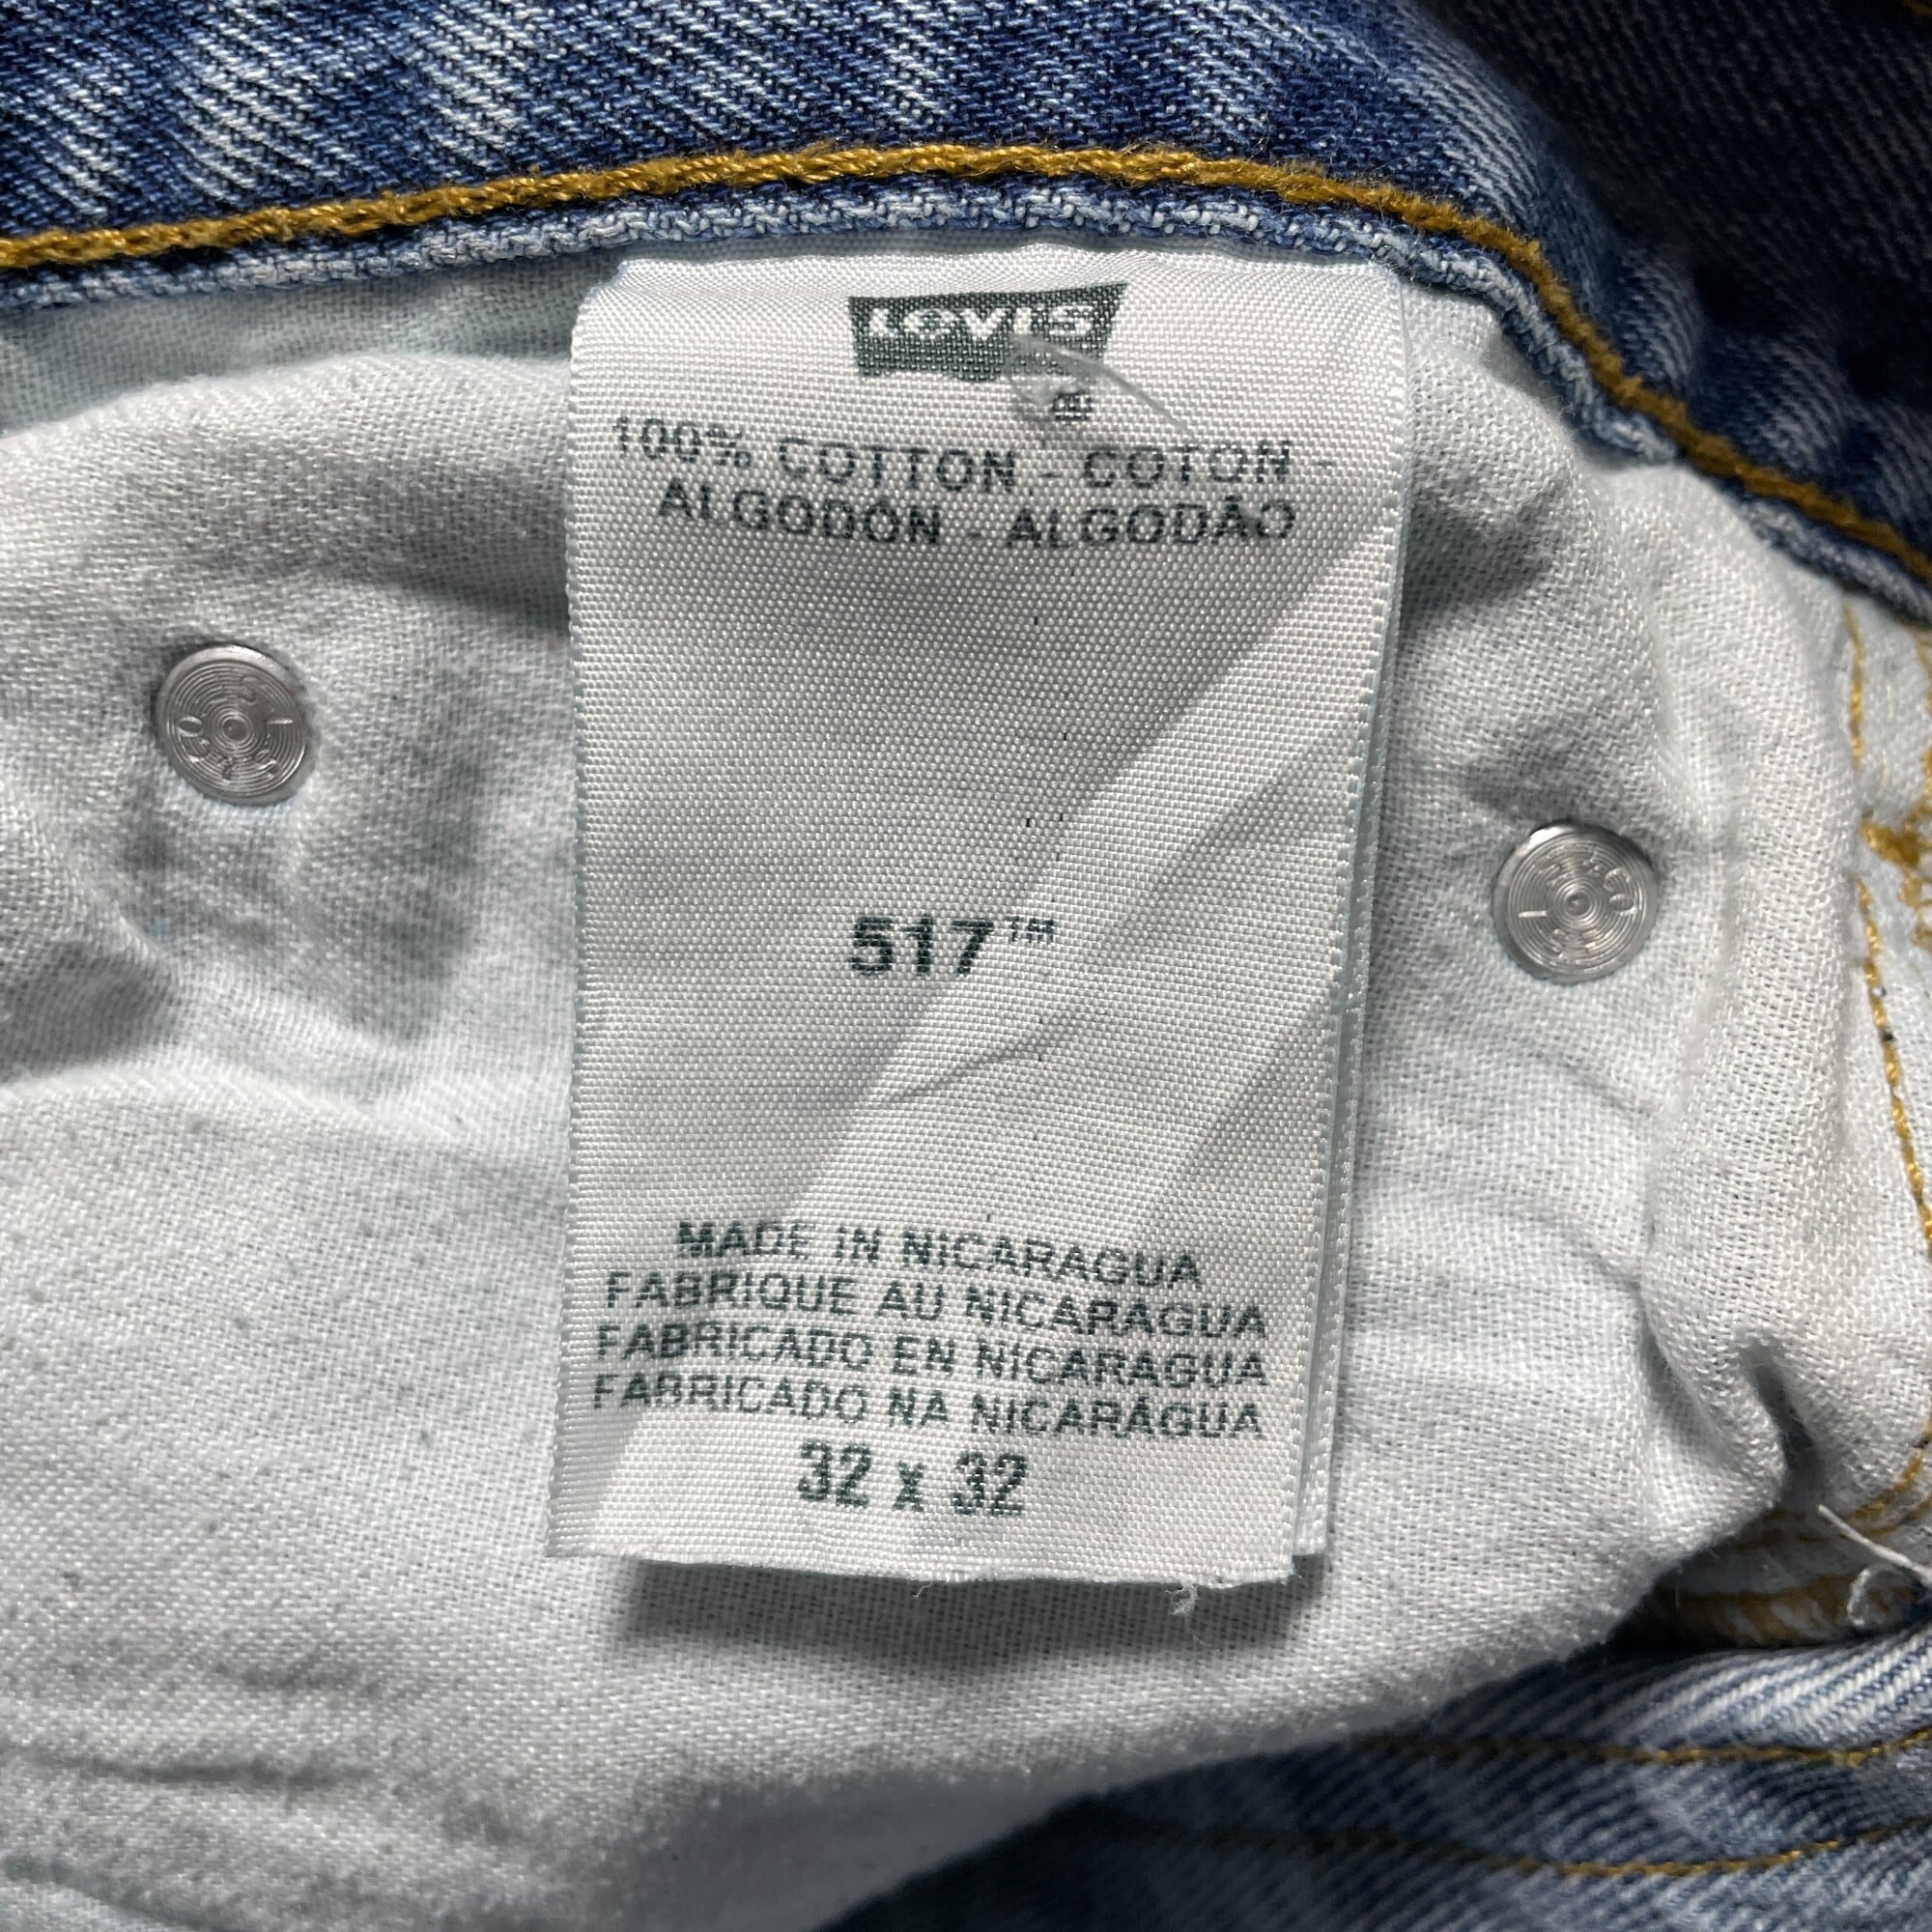 Levi's
®
100% COTTON - COTON -
ALGODÓN - ALGODÃO
517™
MADE IN NICARAGUA
FABRIQUE AU NICARAGUA
FABRICADO EN NICARAGUA
FABRICADO NA NICARÁGUA
32 x 32